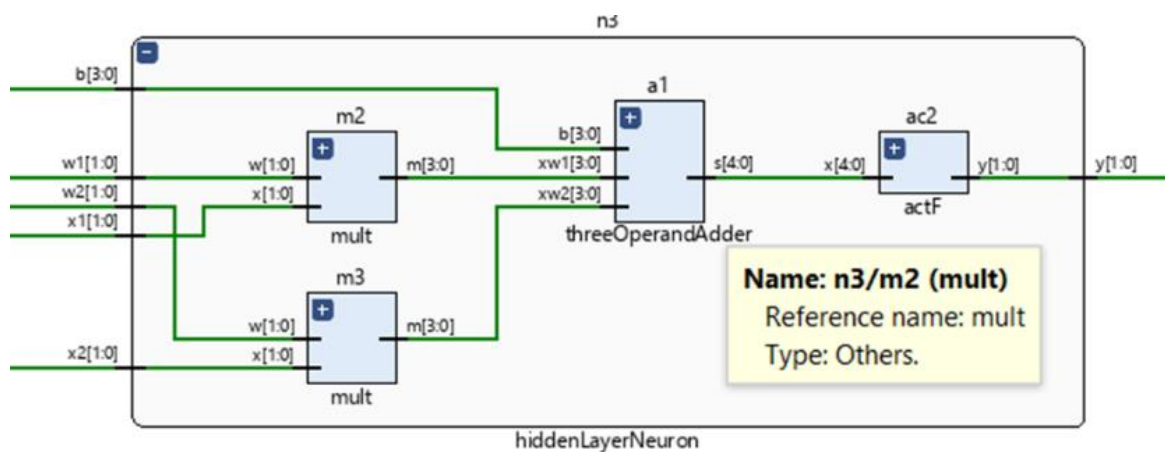 n3
b[3:0]
a1
m2
ac2
b[3:0]
w1[1:0]
w[1:0]
m[3:0]
xw1[3:0]
s[4:0]
x[4:0]
y[1:0]
y[1:0]
w2[1:0]
x[1:0]
xw2[3:0]
x1[1:0]
mult
threeOperandAdder
actF
m3
Name: n3/m2 (mult)
Reference name: mult
Type: Others.
w[1:0]
m[3:0]
x2[1:0]
x[1:0]
mult
hiddenLayerNeuron